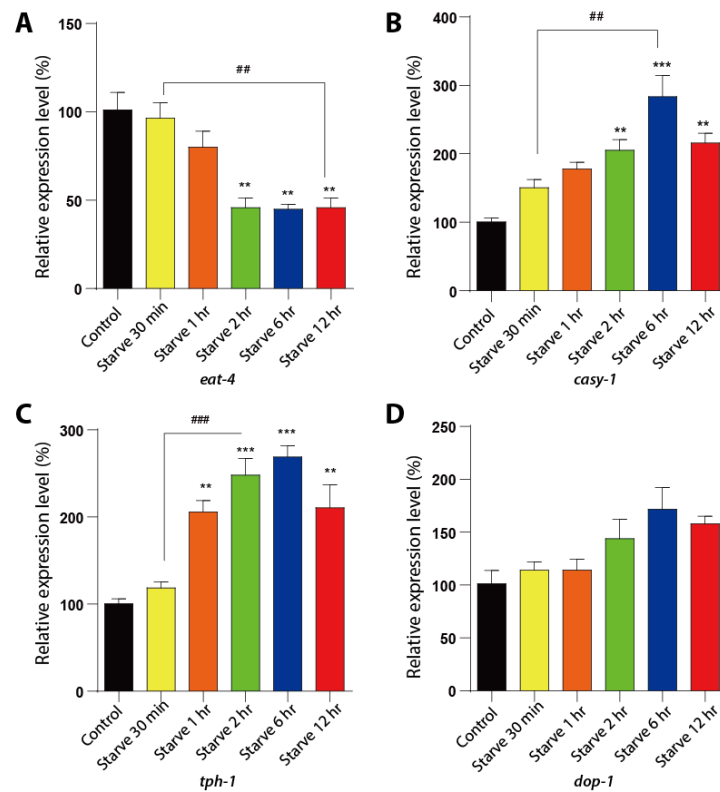 A
Relative expression level (%)
150
100
50
0
##
**
**
**
Control
Starve 30 min
Starve 1 hr
Starve 2 hr
Starve 6 hr
Starve 12 hr
eat-4
B
Relative expression level (%)
400
300
200
100
0
##
**
***
**
Control
Starve 30 min
Starve 1 hr
Starve 2 hr
Starve 6 hr
Starve 12 hr
casy-1
C
Relative expression level (%)
300
200
100
0
###
**
***
***
**
Control
Starve 30 min
Starve 1 hr
Starve 2 hr
Starve 6 hr
Starve 12 hr
tph-1
D
Relative expression level (%)
250
200
150
100
50
0
Control
Starve 30 min
Starve 1 hr
Starve 2 hr
Starve 6 hr
Starve 12 hr
dop-1